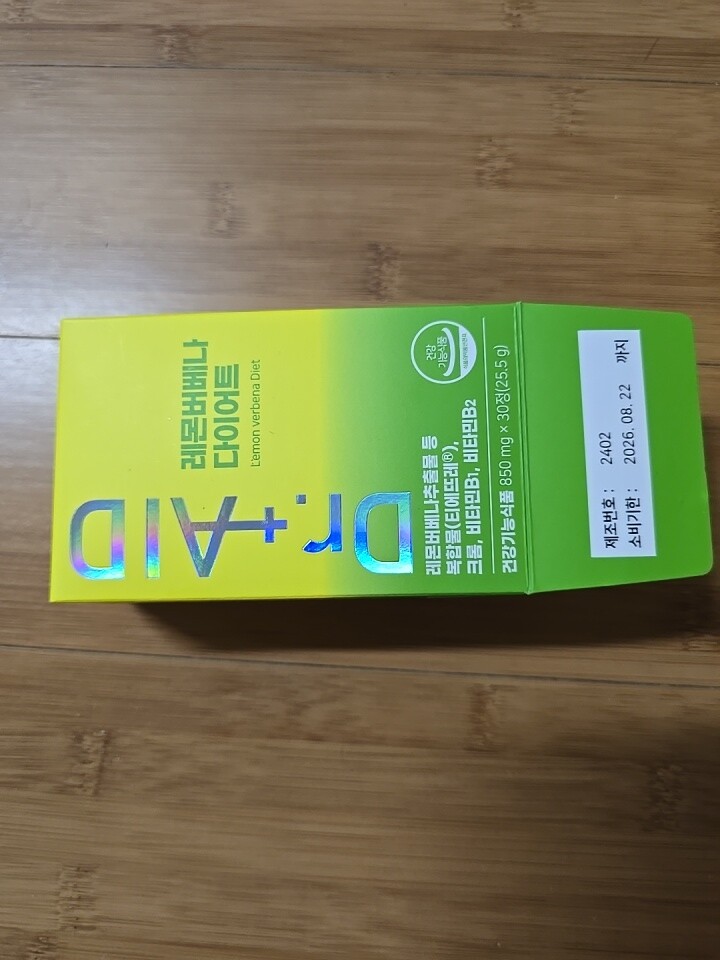 레몬버베나
다이어트
Lemon verbena Diet
Dr.
AID
레몬버베나추출물 등
복합물(티에뜨레®),
크롬, 비타민B1, 비타민B2
건강
기능식품
건강기능식품 850 mg × 30정(25.5 g)
제조번호 : 2402
소비기한 : 2026. 08. 22 까지